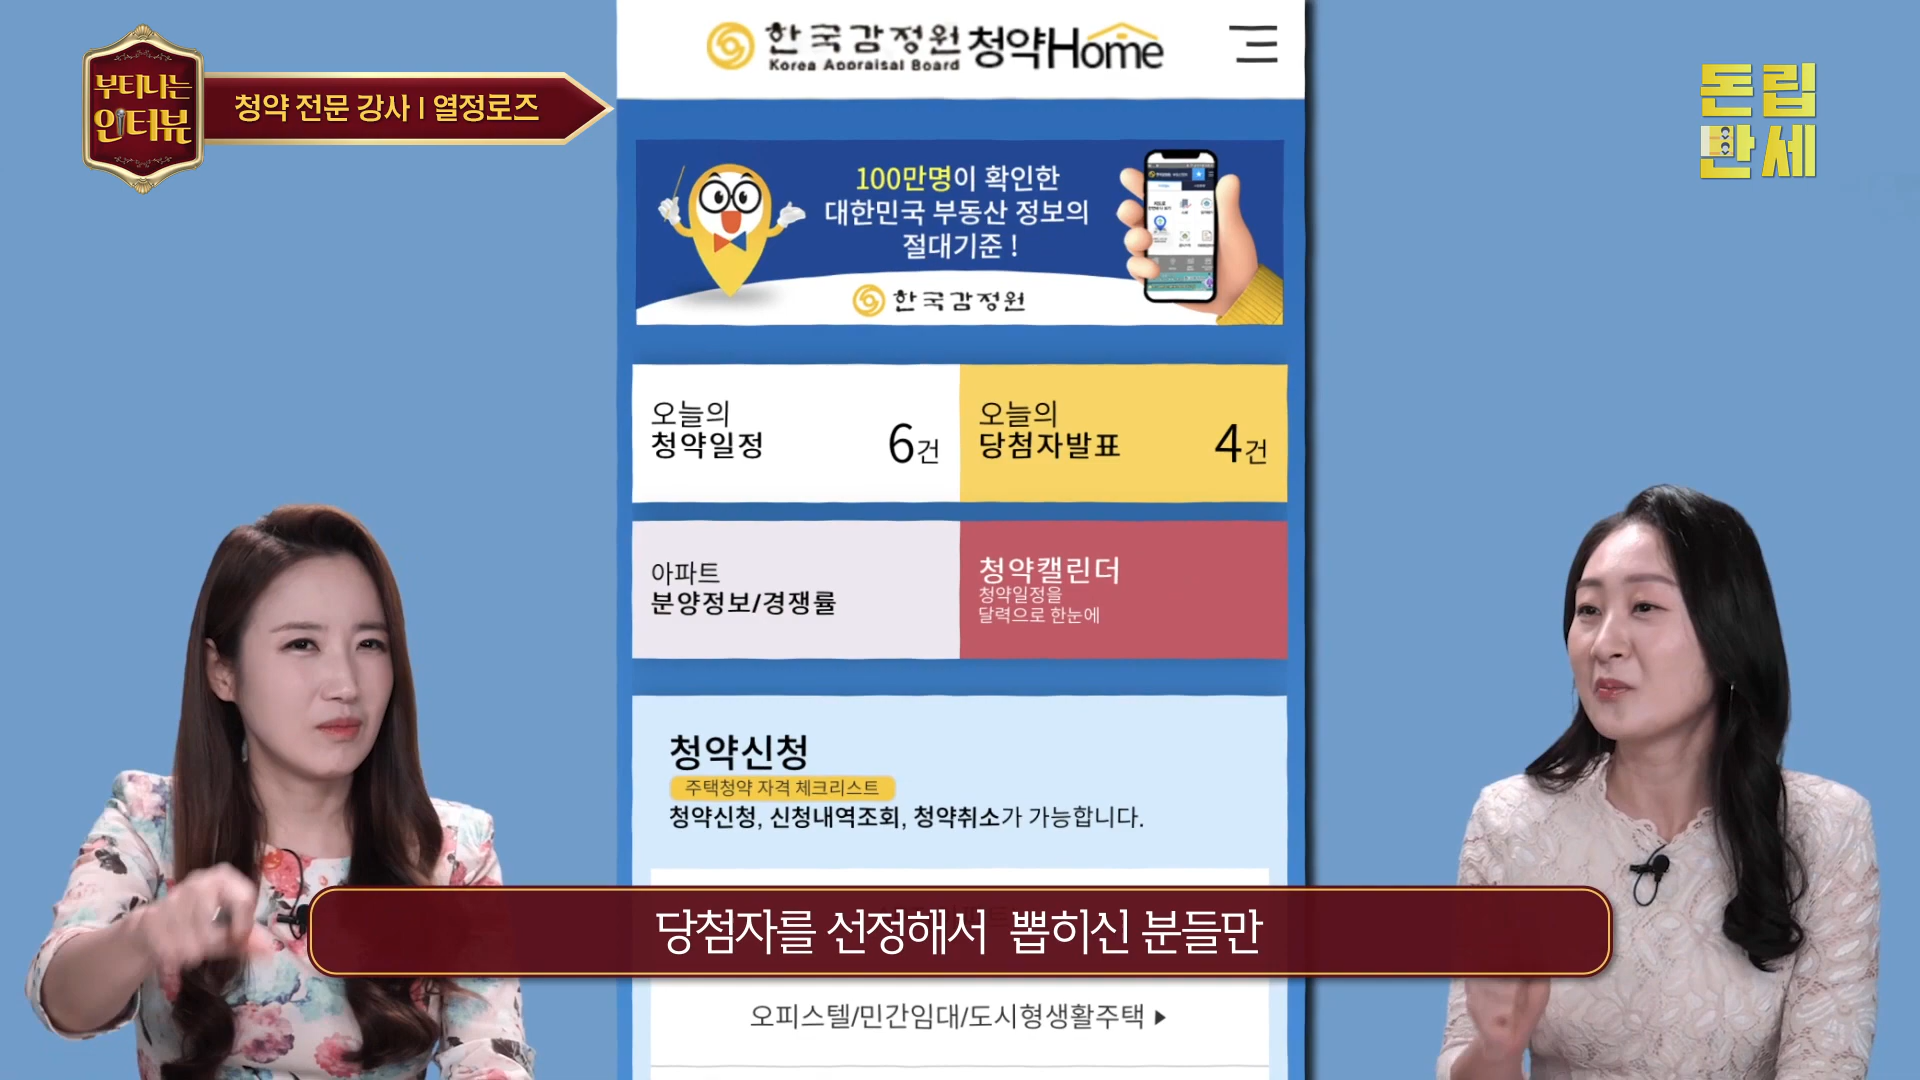 부티나는
인터뷰
청약 전문 강사 | 열정로즈
돈립
만세
한국감정원 청약Home
Korea Appraisal Board
100만명이 확인한
대한민국 부동산 정보의
절대기준 !
한국감정원
오늘의
청약일정
6건
오늘의
당첨자발표
4건
아파트
분양정보/경쟁률
청약캘린더
청약일정을
달력으로 한눈에
청약신청
주택청약 자격 체크리스트
청약신청, 신청내역조회, 청약취소가 가능합니다.
당첨자를 선정해서 뽑히신 분들만
오피스텔/민간임대/도시형생활주택 ▶